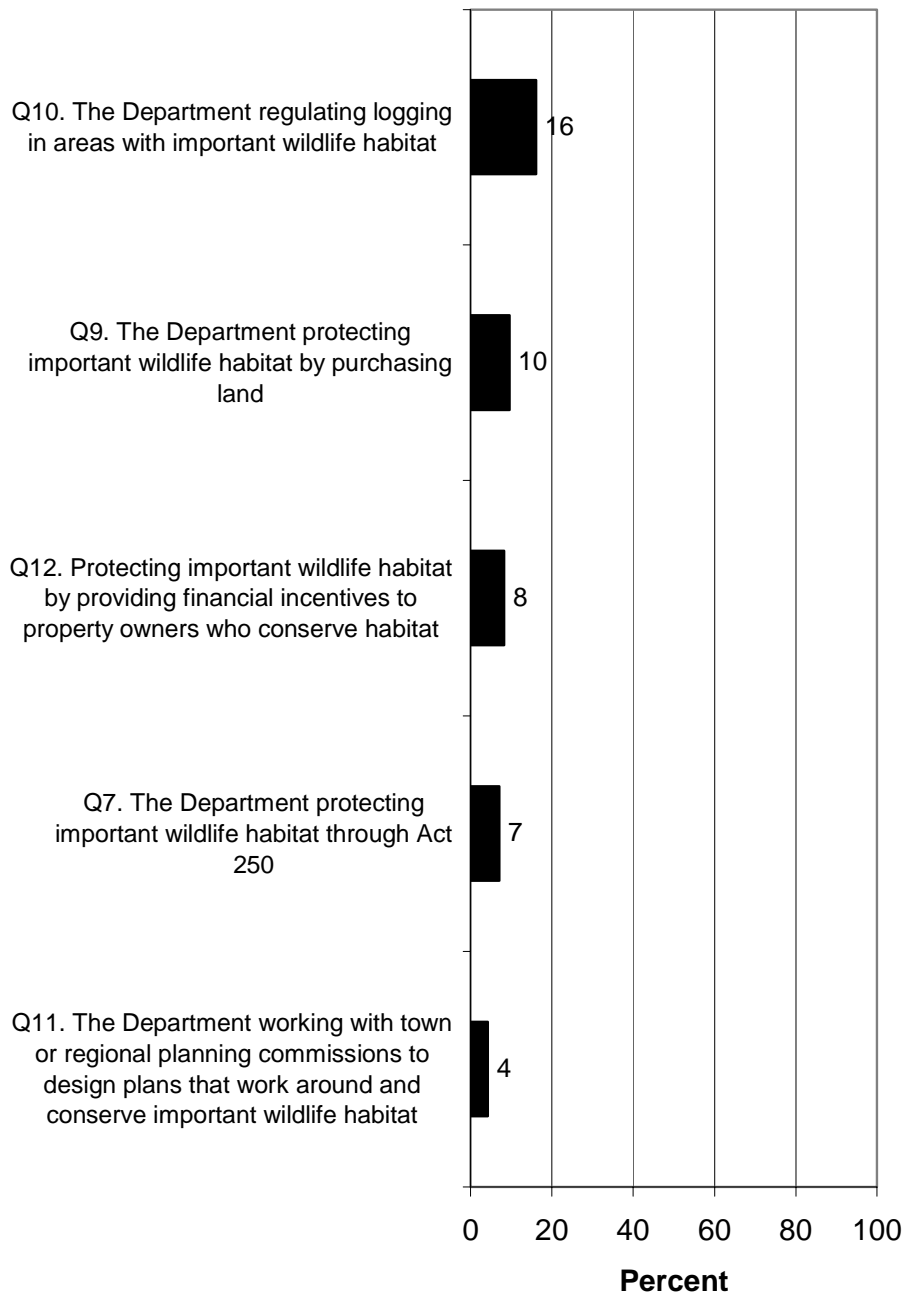 Q10. The Department regulating logging
in areas with important wildlife habitat
16
Q9. The Department protecting
important wildlife habitat by purchasing
land
10
Q12. Protecting important wildlife habitat
by providing financial incentives to
property owners who conserve habitat
8
Q7. The Department protecting
important wildlife habitat through Act
250
7
Q11. The Department working with town
or regional planning commissions to
design plans that work around and
conserve important wildlife habitat
4
0 20 40 60 80 100
Percent